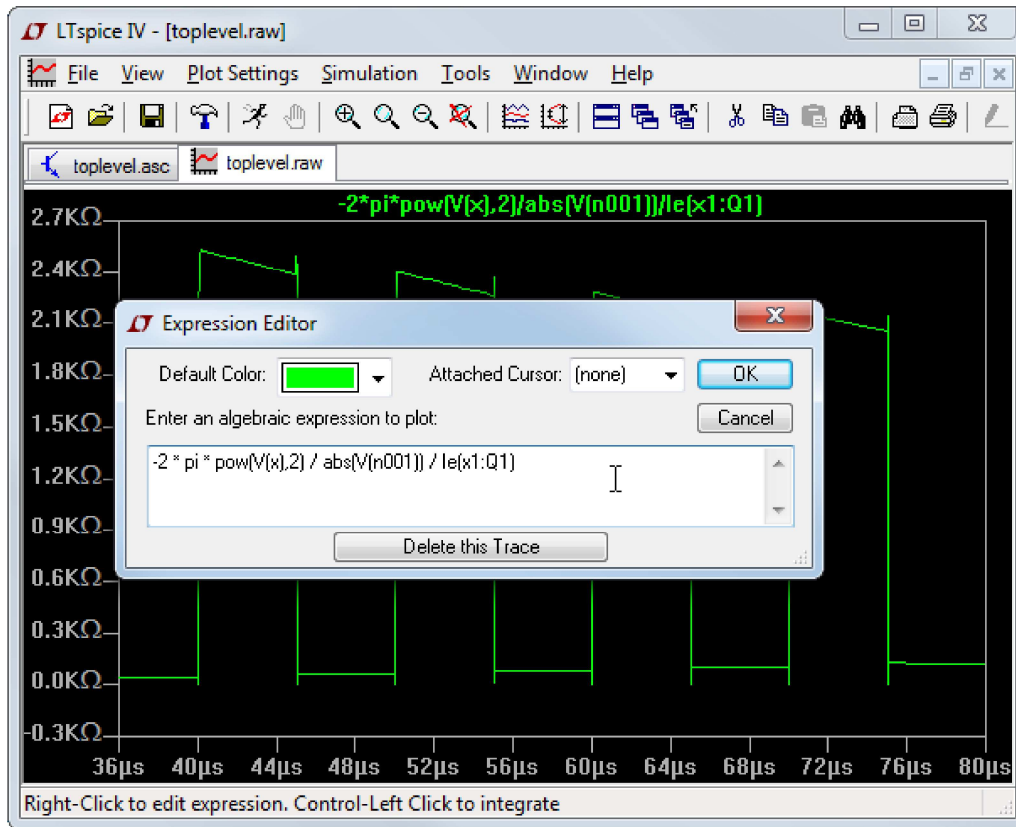 LTspice IV - [toplevel.raw]
File View Plot Settings Simulation Tools Window Help
toplevel.asc toplevel.raw
-2*pi*pow(V(x),2)/abs(V(n001))/Ie(x1:Q1)
2.7KΩ
2.4KΩ
2.1KΩ
Expression Editor
1.8KΩ
Default Color: Attached Cursor: (none) OK
1.5KΩ
Enter an algebraic expression to plot: Cancel
-2 * pi * pow(V(x),2) / abs(V(n001)) / Ie(x1:Q1)
1.2KΩ
0.9KΩ
Delete this Trace
0.6KΩ
0.3KΩ
0.0KΩ
-0.3KΩ
36µs 40µs 44µs 48µs 52µs 56µs 60µs 64µs 68µs 72µs 76µs 80µs
Right-Click to edit expression. Control-Left Click to integrate